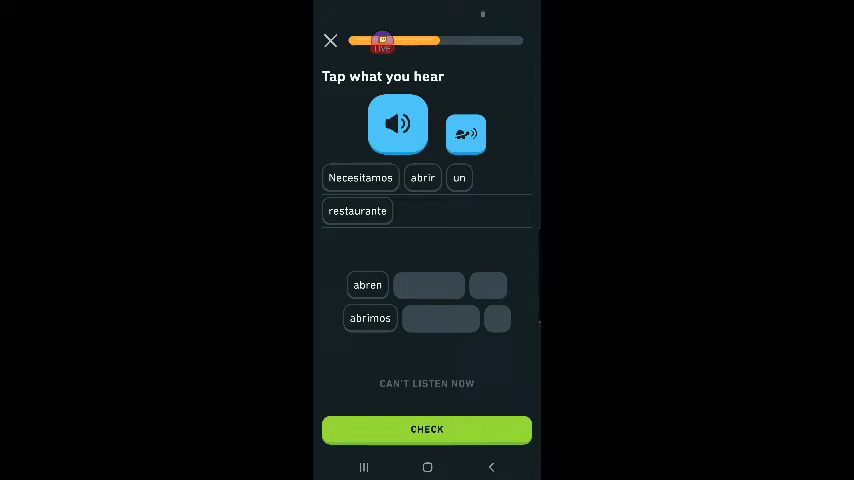 LIVE
Tap what you hear
Necesitamos abrir un
restaurante
abren
abrimos
CAN'T LISTEN NOW
CHECK